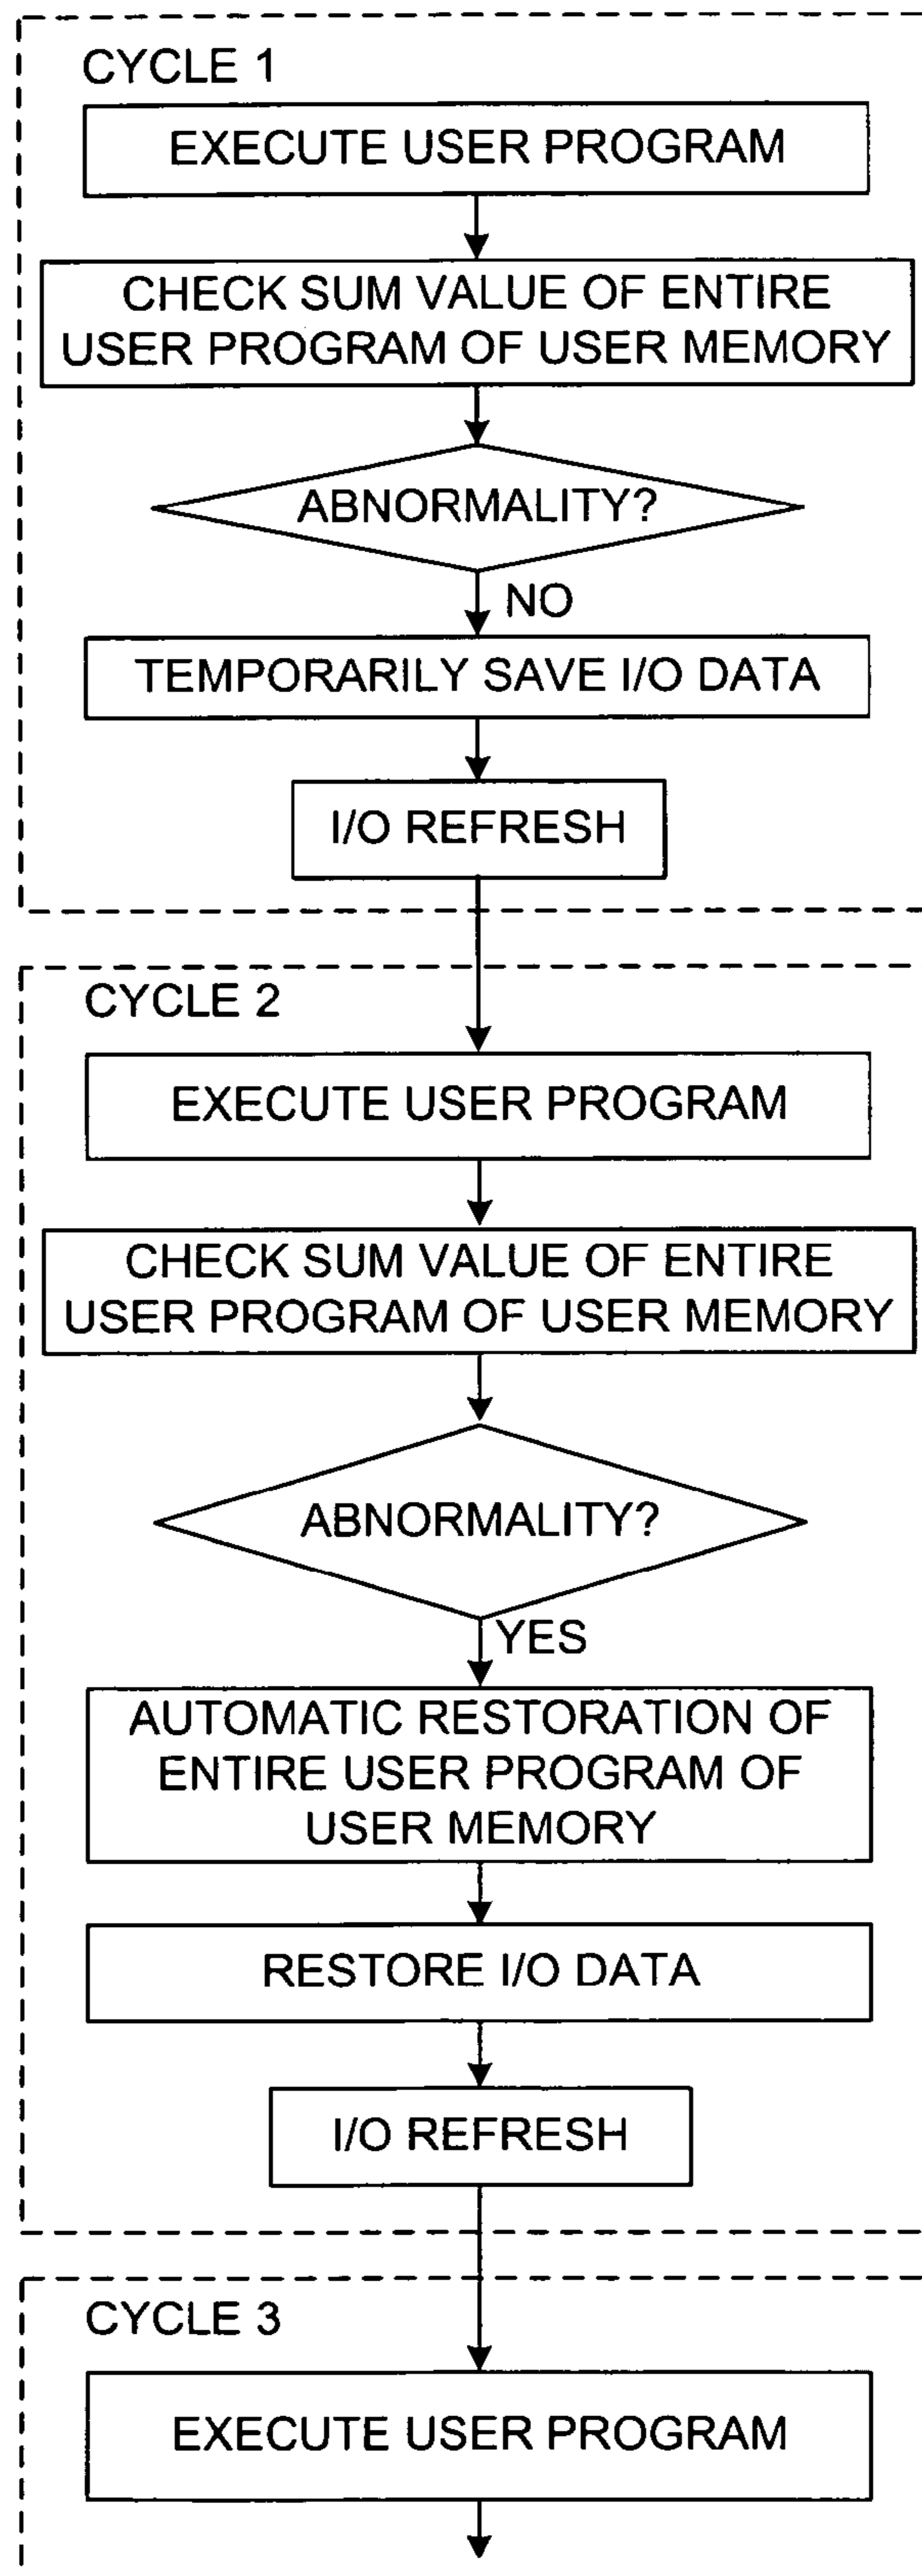 CYCLE 1
EXECUTE USER PROGRAM
CHECK SUM VALUE OF ENTIRE
USER PROGRAM OF USER MEMORY
ABNORMALITY?
NO
TEMPORARILY SAVE I/O DATA
I/O REFRESH
CYCLE 2
EXECUTE USER PROGRAM
CHECK SUM VALUE OF ENTIRE
USER PROGRAM OF USER MEMORY
ABNORMALITY?
YES
AUTOMATIC RESTORATION OF
ENTIRE USER PROGRAM OF
USER MEMORY
RESTORE I/O DATA
I/O REFRESH
CYCLE 3
EXECUTE USER PROGRAM